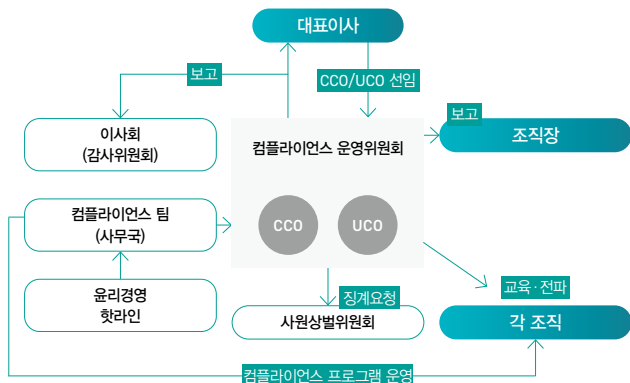 대표이사
보고
CCO/UCO 선임
이사회
(감사위원회)
컴플라이언스 운영위원회
보고
조직장
컴플라이언스 팀
(사무국)
CCO
UCO
윤리경영
핫라인
징계요청
사원상벌위원회
교육·전파
각 조직
컴플라이언스 프로그램 운영